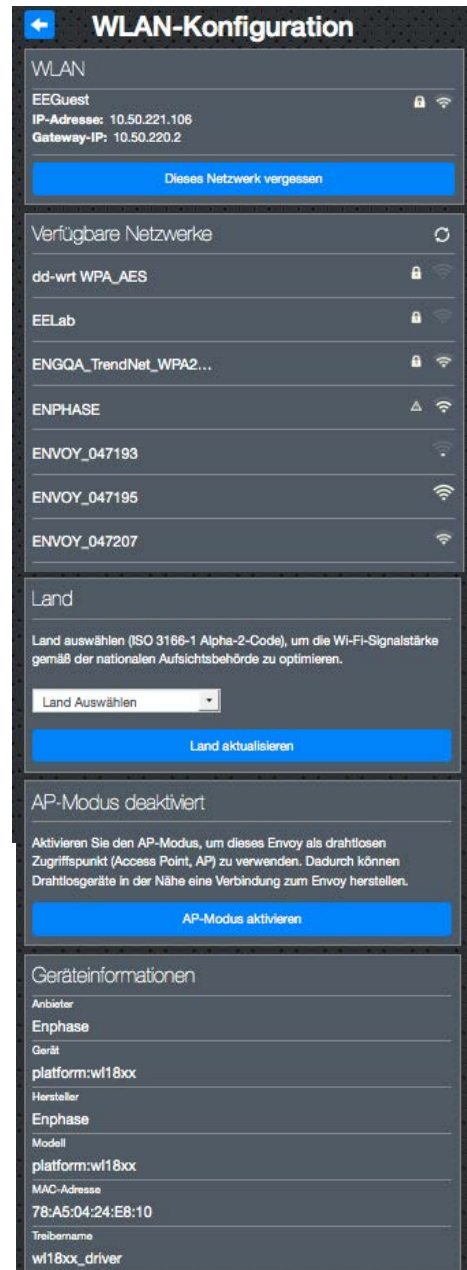 WLAN-Konfiguration
WLAN
EEGuest
IP-Adresse: 10.50.221.106
Gateway-IP: 10.50.220.2
Dieses Netzwerk vergessen
Verfügbare Netzwerke
dd-wrt WPA_AES
EELab
ENGQA_TrendNet_WPA2...
ENPHASE
ENVOY_047193
ENVOY_047195
ENVOY_047207
Land
Land auswählen (ISO 3166-1 Alpha-2-Code), um die Wi-Fi-Signalstärke
gemäß der nationalen Aufsichtsbehörde zu optimieren.
Land Auswählen
Land aktualisieren
AP-Modus deaktiviert
Aktivieren Sie den AP-Modus, um dieses Envoy als drahtlosen
Zugriffspunkt (Access Point, AP) zu verwenden. Dadurch können
Drahtlosgeräte in der Nähe eine Verbindung zum Envoy herstellen.
AP-Modus aktivieren
Geräteinformationen
Anbieter
Enphase
Gerät
platform:wl18xx
Hersteller
Enphase
Modell
platform:wl18xx
MAC-Adresse
78:A5:04:24:E8:10
Treibername
wl18xx_driver